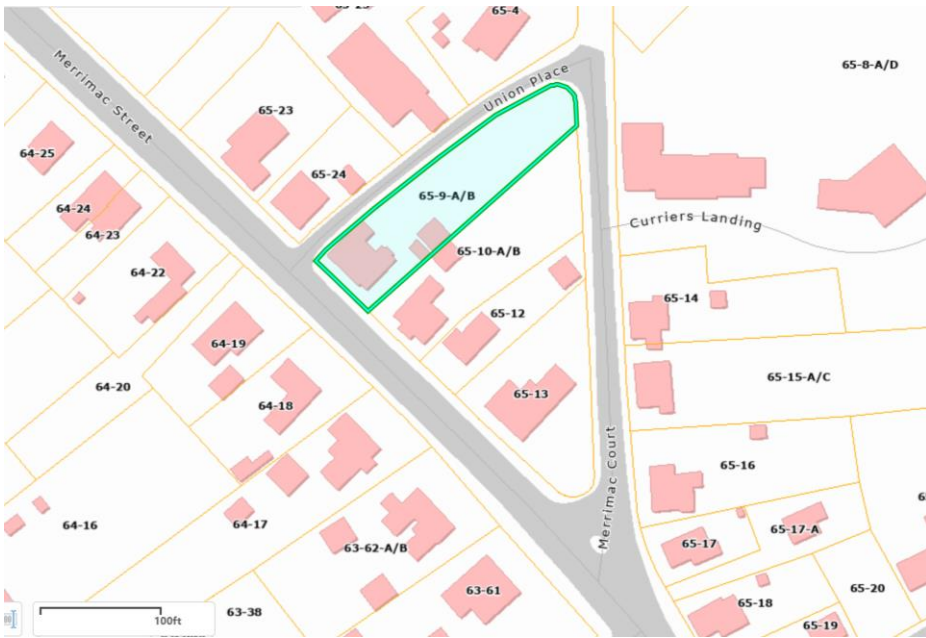 65-4
65-8-A/D
Merrimac Street
65-23
Union Place
64-25
65-24
65-9-A/B
64-24
64-23
Curriers Landing
64-22
65-10-A/B
65-14
65-12
64-19
65-15-A/C
64-20
65-13
64-18
65-16
Merrimac Court
64-16
64-17
65-17
65-17-A
63-62-A/B
63-61
65-20
65-18
63-38
100ft
65-19